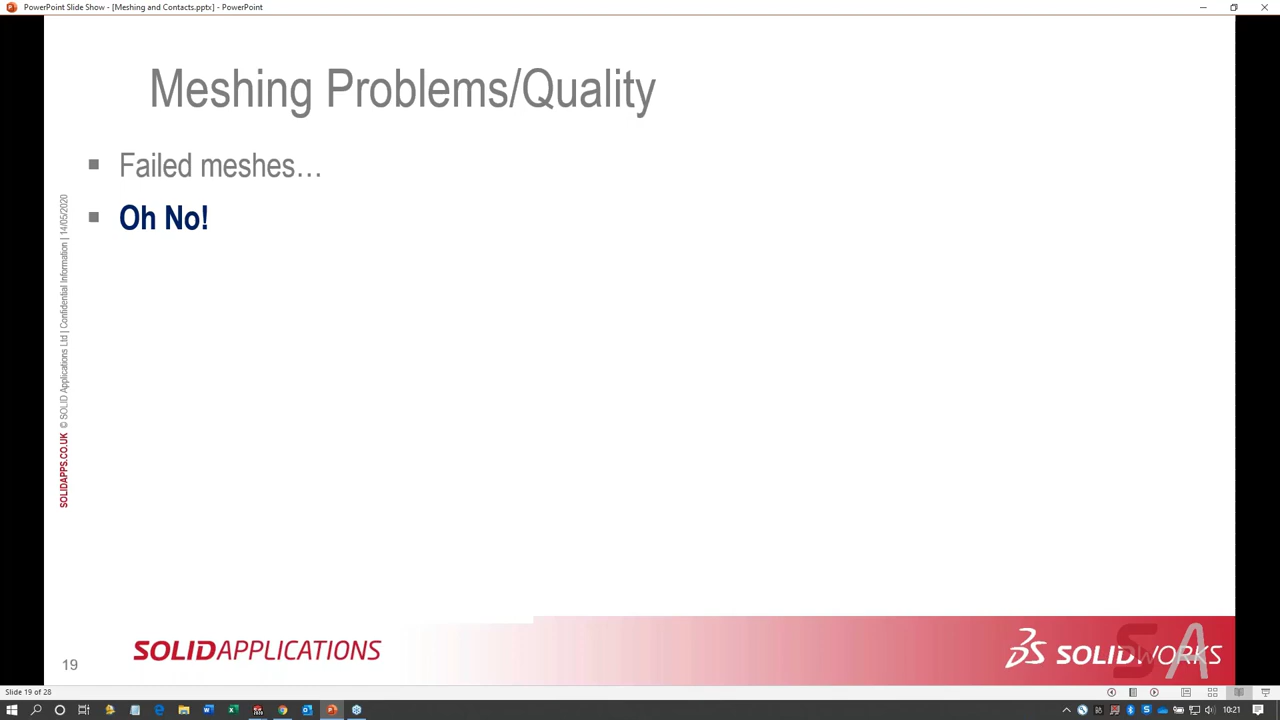 PowerPoint Slide Show - [Meshing and Contacts.pptx] - PowerPoint
Meshing Problems/Quality
Failed meshes…
Oh No!
SOLIDAPPS.CO.UK © SOLID Applications Ltd | Confidential Information | 14/05/2020
19
SOLIDAPPLICATIONS
SOLIDWORKS
SA
Slide 19 of 28
10:21